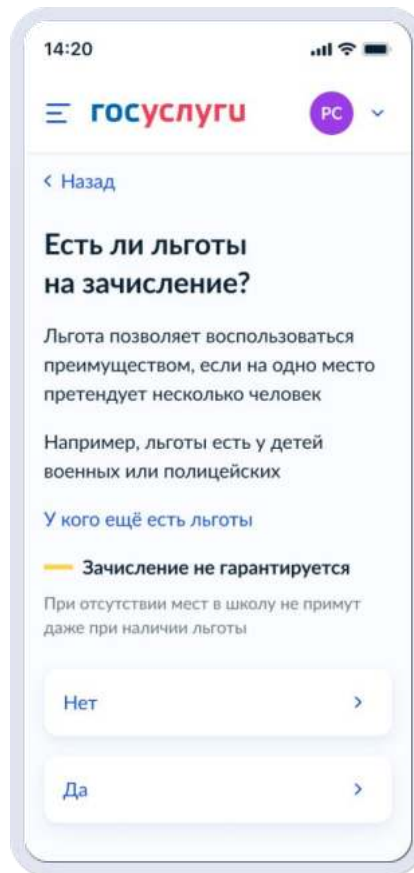 14:20
госуслуги
РС
Назад
Есть ли льготы
на зачисление?
Льгота позволяет воспользоваться
преимуществом, если на одно место
претендует несколько человек
Например, льготы есть у детей
военных или полицейских
У кого ещё есть льготы
Зачисление не гарантируется
При отсутствии мест в школу не примут
даже при наличии льготы
Нет
Да